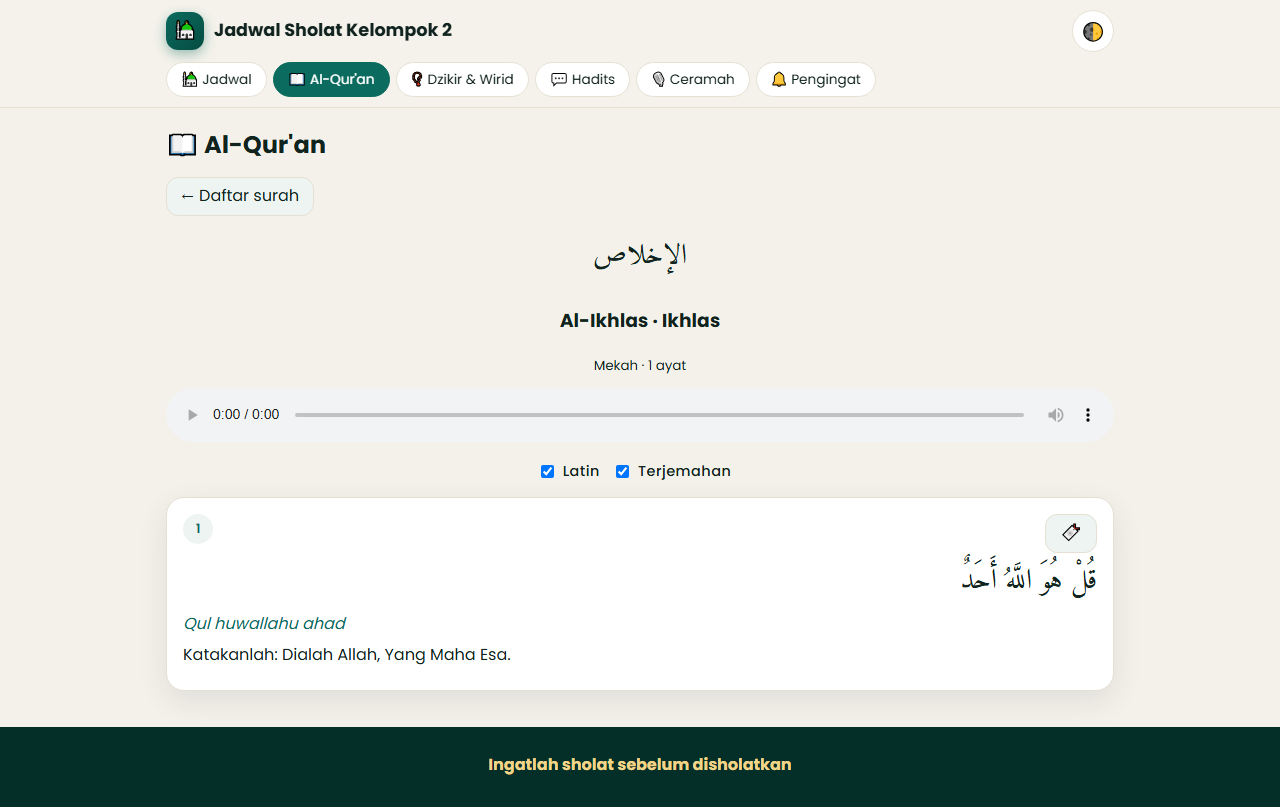 Jadwal Sholat Kelompok 2
Jadwal Al-Qur'an Dzikir & Wirid Hadits Ceramah Pengingat
Al-Qur'an
← Daftar surah
الإخلاص
Al-Ikhlas · Ikhlas
Mekah · 1 ayat
0:00 / 0:00
Latin Terjemahan
1
قُلْ هُوَ اللَّهُ أَحَدٌ
Qul huwallahu ahad
Katakanlah: Dialah Allah, Yang Maha Esa.
Ingatlah sholat sebelum disholatkan